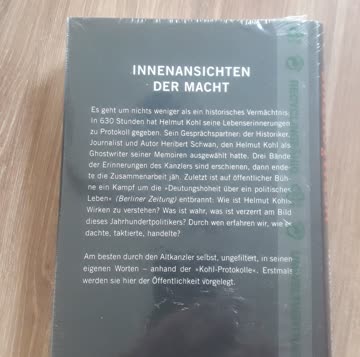 INNENANSICHTEN
DER MACHT
Es geht um nichts weniger als ein historisches Vermächtnis:
In 630 Stunden hat Helmut Kohl seine Lebenserinnerungen
zu Protokoll gegeben. Sein Gesprächspartner: der Historiker,
Journalist und Autor Heribert Schwan, den Helmut Kohl als
Ghostwriter seiner Memoiren ausgewählt hatte. Drei Bände
der Erinnerungen des Kanzlers sind erschienen, dann ende-
te die Zusammenarbeit jäh. Zuletzt ist auf öffentlicher Büh-
ne ein Kampf um die »Deutungshoheit über ein politisches
Leben« (Berliner Zeitung) entbrannt: Wie ist Helmut Kohls
Wirken zu verstehen? Was ist wahr, was ist verzerrt am Bild
dieses Jahrhundertpolitikers? Durch wen erfahren wir, wie er
dachte, taktierte, handelte?
Am besten durch den Altkanzler selbst, ungefiltert, in seinen
eigenen Worten – anhand der »Kohl-Protokolle«. Erstmals
werden sie hier der Öffentlichkeit vorgelegt.